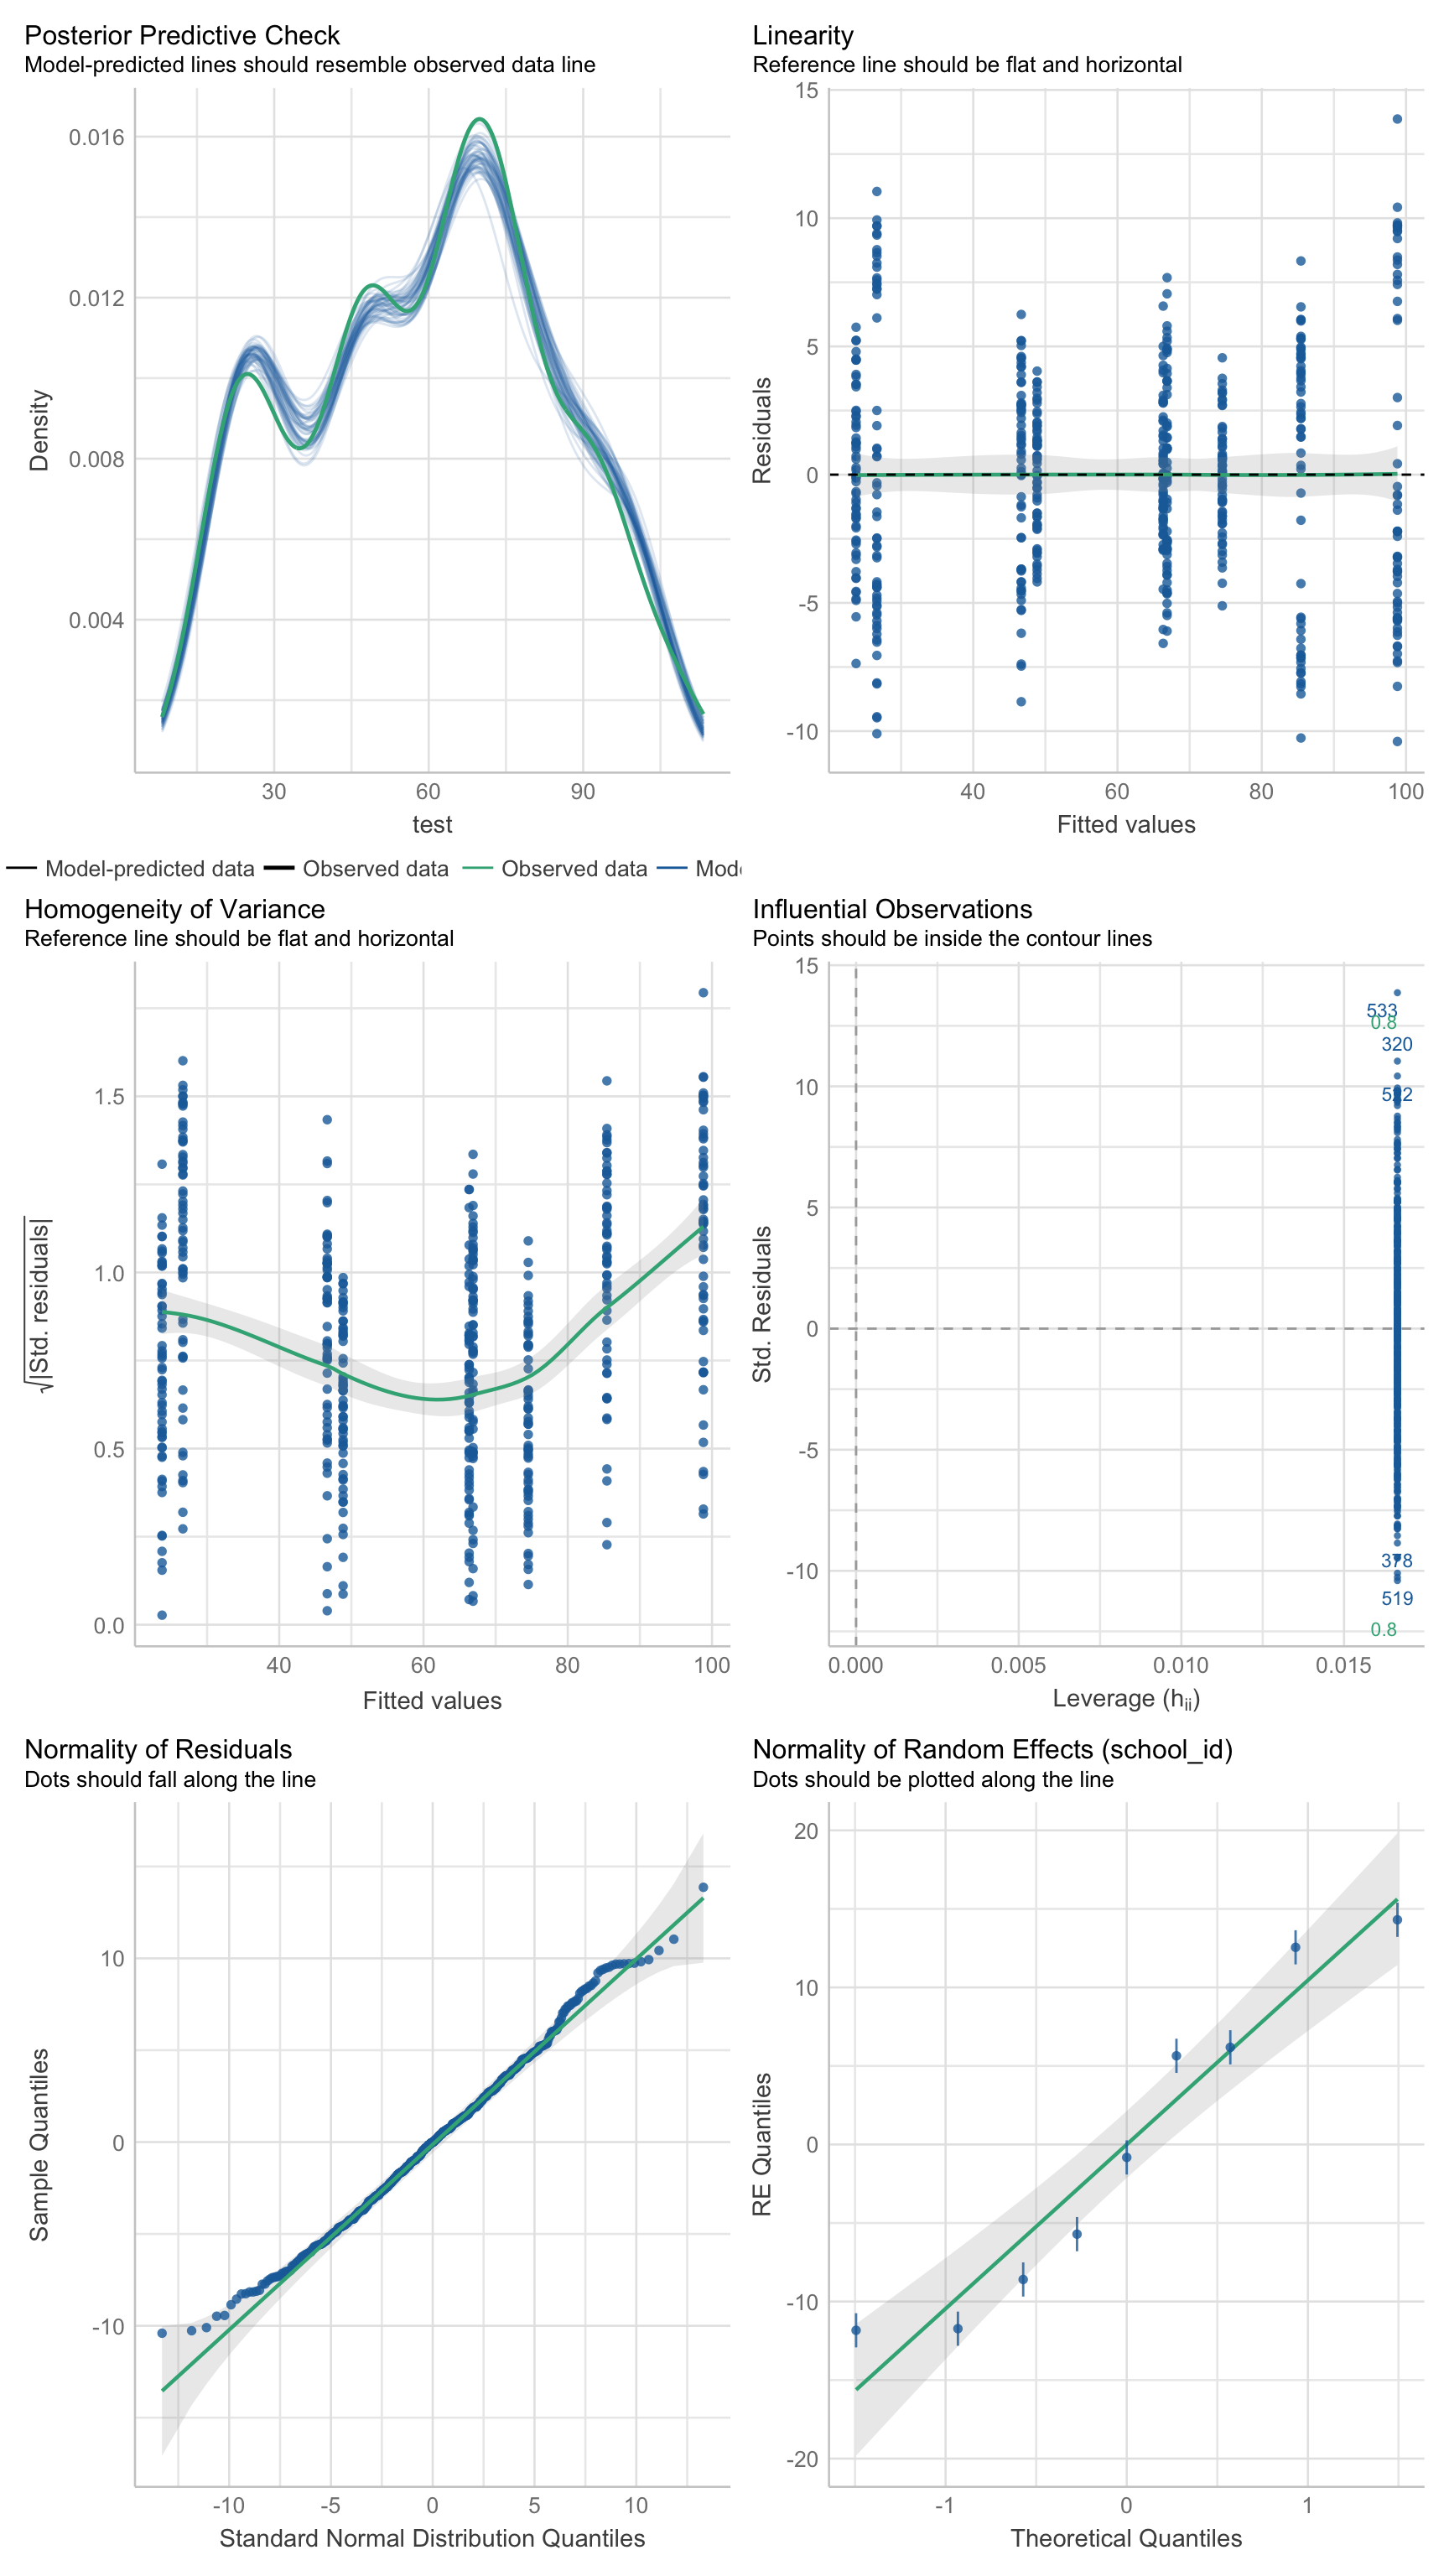 Posterior Predictive Check
Model-predicted lines should resemble observed data line
0.016
0.012
0.008
0.004
Density
30 60 90
test
Model-predicted data Observed data Observed data Mode
Linearity
Reference line should be flat and horizontal
15
10
5
0
-5
-10
Residuals
40 60 80 100
Fitted values
Homogeneity of Variance
Reference line should be flat and horizontal
1.5
1.0
0.5
0.0
√|Std. residuals|
40 60 80 100
Fitted values
Influential Observations
Points should be inside the contour lines
15
10
5
0
-5
-10
Std. Residuals
533
0.8
320
522
378
519
0.8
0.000 0.005 0.010 0.015
Leverage (hii)
Normality of Residuals
Dots should fall along the line
10
0
-10
Sample Quantiles
-10 -5 0 5 10
Standard Normal Distribution Quantiles
Normality of Random Effects (school_id)
Dots should be plotted along the line
20
10
0
-10
-20
RE Quantiles
-1 0 1
Theoretical Quantiles